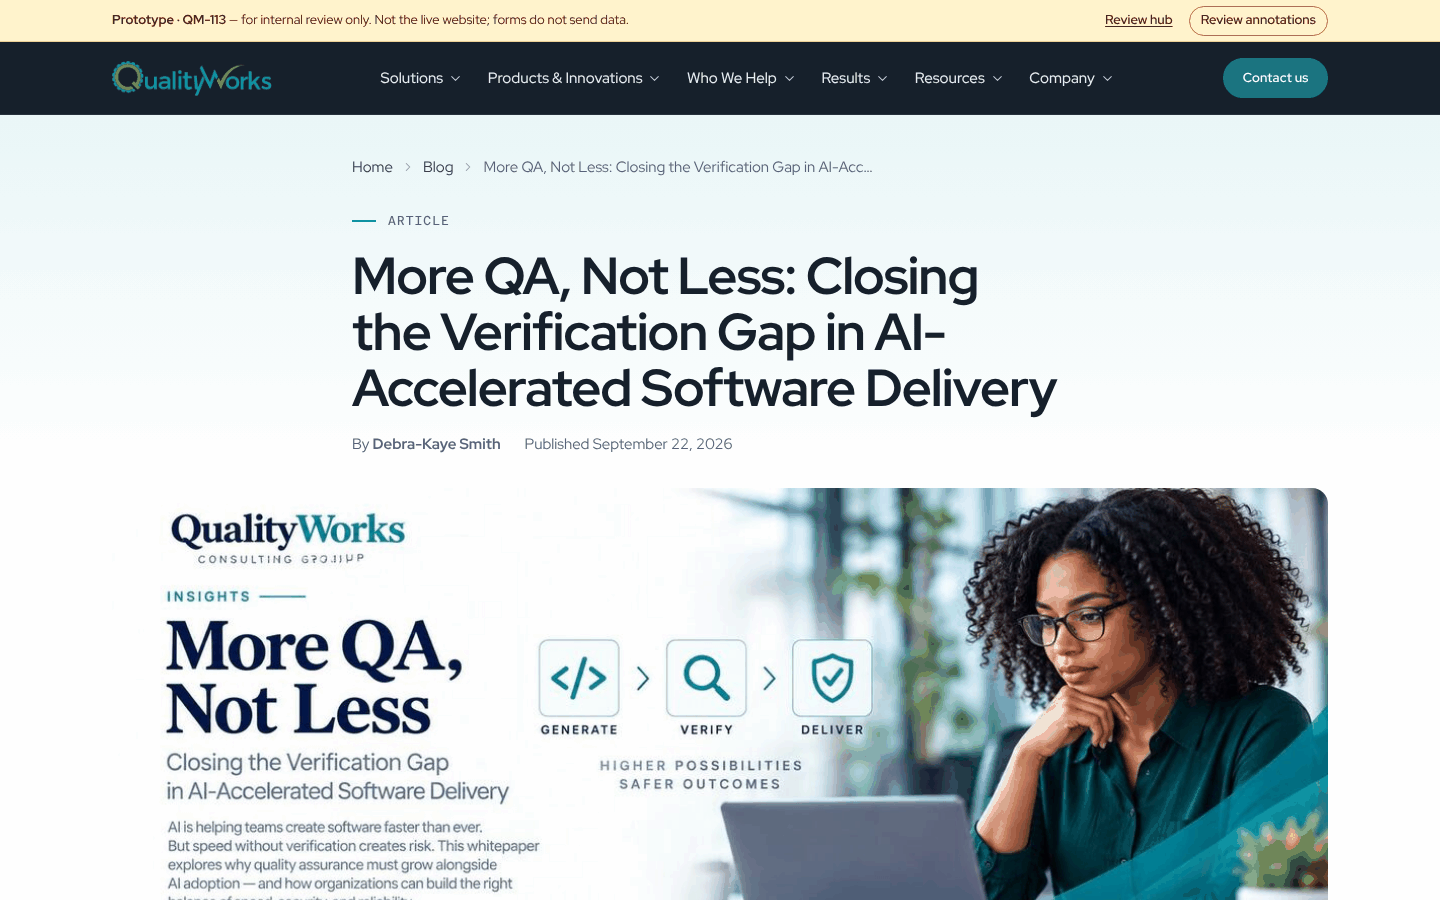 Prototype · QM-113 — for internal review only. Not the live website; forms do not send data.
Review hub
Review annotations
QualityWorks
Solutions
Products & Innovations
Who We Help
Results
Resources
Company
Contact us
Home
Blog
More QA, Not Less: Closing the Verification Gap in AI-Acc...
ARTICLE
More QA, Not Less: Closing
the Verification Gap in AI-
Accelerated Software Delivery
By Debra-Kaye Smith
Published September 22, 2026
QualityWorks
CONSULTING
INSIGHTS
More QA,
Not Less
Closing the Verification Gap
in AI-Accelerated Software Delivery
AI is helping teams create software faster than ever.
But speed without verification creates risk. This whitepaper
explores why quality assurance must grow alongside
AI adoption — and how organizations can build the right
GENERATE
VERIFY
DELIVER
HIGHER POSSIBILITIES
SAFER OUTCOMES